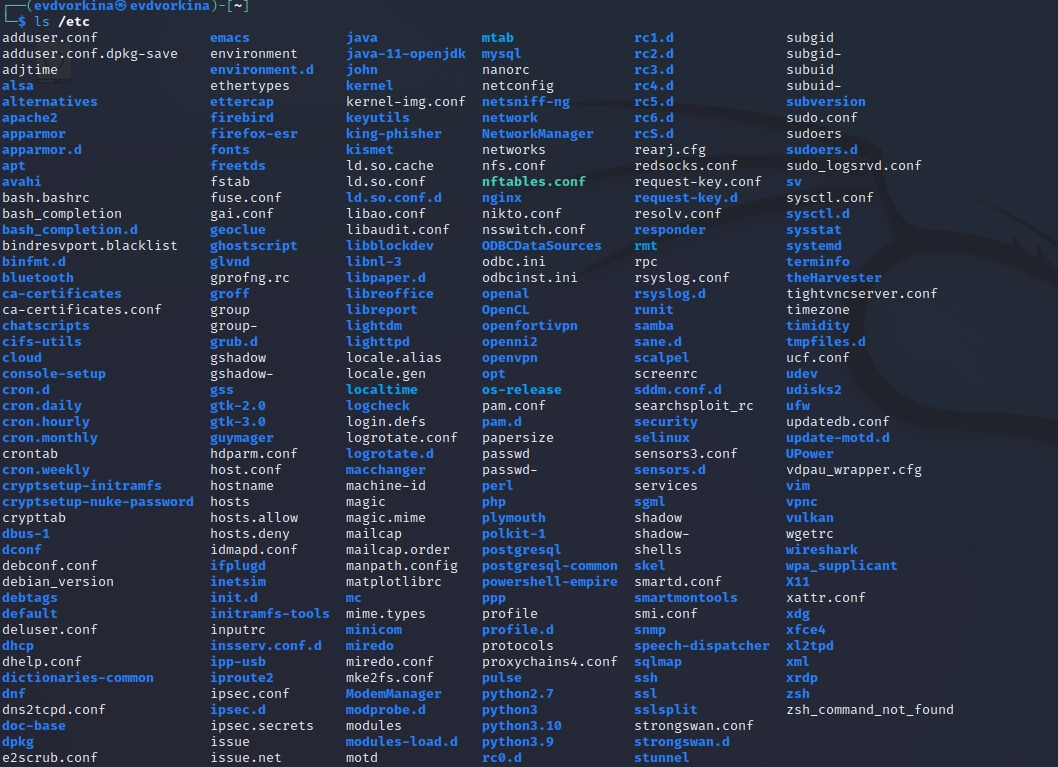 ┌──(evdvorkina㉿evdvorkina)-[~]
└─$ ls /etc
adduser.conf emacs java mtab rc1.d subgid
adduser.conf.dpkg-save environment java-11-openjdk mysql rc2.d subgid-
adjtime environment.d john nanorc rc3.d subuid
alsa ethertypes kernel netconfig rc4.d subuid-
alternatives ettercap kernel-img.conf netsniff-ng rc5.d subversion
apache2 firebird keyutils network rc6.d sudo.conf
apparmor firefox-esr king-phisher NetworkManager rcS.d sudoers
apparmor.d fonts kismet networks rearj.cfg sudoers.d
apt freetds ld.so.cache nfs.conf redsocks.conf sudo_logsrvd.conf
avahi fstab ld.so.conf nftables.conf request-key.conf sv
bash.bashrc fuse.conf ld.so.conf.d nginx request-key.d sysctl.conf
bash_completion gai.conf libao.conf nikto.conf resolv.conf sysctl.d
bash_completion.d geoclue libaudit.conf nsswitch.conf responder sysstat
bindresvport.blacklist ghostscript libblockdev ODBCDataSources rmt systemd
binfmt.d glvnd libnl-3 odbc.ini rpc terminfo
bluetooth gprofng.rc libpaper.d odbcinst.ini rsyslog.conf theHarvester
ca-certificates groff libreoffice openal rsyslog.d tightvncserver.conf
ca-certificates.conf group libreport OpenCL runit timezone
chatscripts group- lightdm openfortivpn samba timidity
cifs-utils grub.d lighttpd openni2 sane.d tmpfiles.d
cloud gshadow locale.alias openvpn scalpel ucf.conf
console-setup gshadow- locale.gen opt screenrc udev
cron.d gss localtime os-release sddm.conf.d udisks2
cron.daily gtk-2.0 logcheck pam.conf searchsploit_rc ufw
cron.hourly gtk-3.0 login.defs pam.d security updatedb.conf
cron.monthly guymager logrotate.conf papersize selinux update-motd.d
crontab hdparm.conf logrotate.d passwd sensors3.conf UPower
cron.weekly host.conf macchanger passwd- sensors.d vdpau_wrapper.cfg
cryptsetup-initramfs hostname machine-id perl services vim
cryptsetup-nuke-password hosts magic php sgml vpnc
crypttab hosts.allow magic.mime plymouth shadow vulkan
dbus-1 hosts.deny mailcap polkit-1 shadow- wgetrc
dconf idmapd.conf mailcap.order postgresql shells wireshark
debconf.conf ifplugd manpath.config postgresql-common skel wpa_supplicant
debian_version inetsim matplotlibrc powershell-empire smartd.conf X11
debtags init.d mc ppp smartmontools xattr.conf
default initramfs-tools mime.types profile smi.conf xdg
deluser.conf inputrc minicom profile.d snmp xfce4
dhcp insserv.conf.d miredo protocols speech-dispatcher xl2tpd
dhelp.conf ipp-usb miredo.conf proxychains4.conf sqlmap xml
dictionaries-common iproute2 mke2fs.conf pulse ssh xrdp
dnf ipsec.conf ModemManager python2.7 ssl zsh
dns2tcpd.conf ipsec.d modprobe.d python3 sslsplit zsh_command_not_found
doc-base ipsec.secrets modules python3.10 strongswan.conf
dpkg issue modules-load.d python3.9 strongswan.d
e2scrub.conf issue.net motd rc0.d stunnel